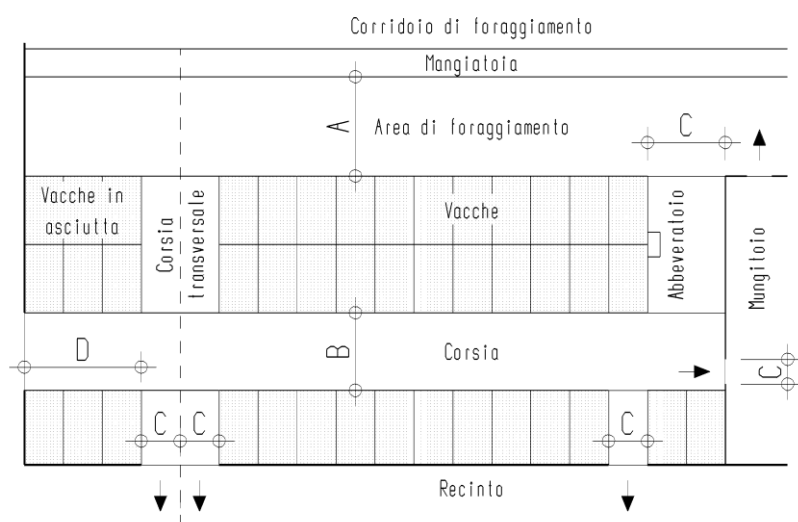 Corridoio di foraggiamento
Mangiatoia
A
Area di foraggiamento
C
Vacche in
asciutta
Corsia
transversale
Vacche
Abbeveratoio
Mungitoio
D
B
Corsia
C
C
C
C
Recinto